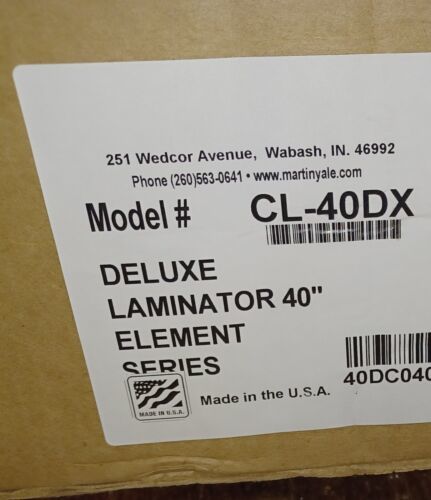 251 Wedcor Avenue, Wabash, IN. 46992
Phone (260)563-0641 • www.martinyale.com
Model # CL-40DX
DELUXE
LAMINATOR 40"
ELEMENT
SERIES
40DC040
MADE IN U.S.A.
Made in the U.S.A.